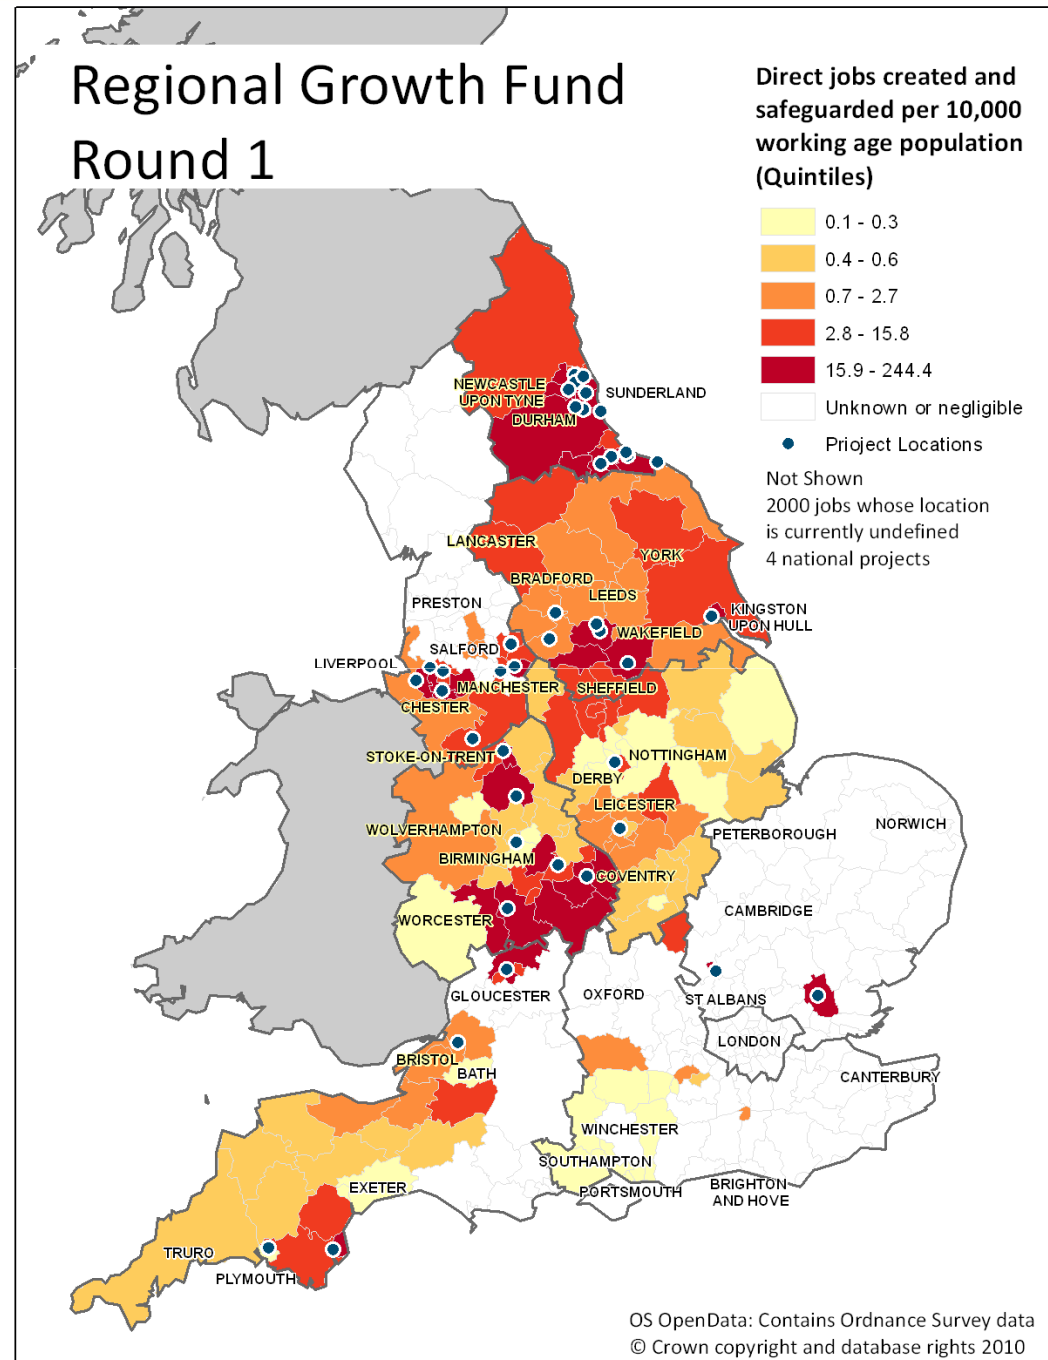 Regional Growth Fund
Round 1
Direct jobs created and
safeguarded per 10,000
working age population
(Quintiles)
0.1 - 0.3
0.4 - 0.6
0.7 - 2.7
2.8 - 15.8
15.9 - 244.4
Unknown or negligible
Prioject Locations
Not Shown
2000 jobs whose location
is currently undefined
4 national projects
NEWCASTLE
UPON TYNE
SUNDERLAND
DURHAM
LANCASTER
YORK
BRADFORD
LEEDS
PRESTON
KINGSTON
UPON HULL
WAKEFIELD
SALFORD
LIVERPOOL
MANCHESTER
SHEFFIELD
CHESTER
STOKE-ON-TRENT
NOTTINGHAM
DERBY
LEICESTER
WOLVERHAMPTON
PETERBOROUGH
NORWICH
BIRMINGHAM
COVENTRY
CAMBRIDGE
WORCESTER
GLOUCESTER
OXFORD
ST ALBANS
LONDON
BRISTOL
BATH
CANTERBURY
WINCHESTER
SOUTHAMPTON
PORTSMOUTH
BRIGHTON
AND HOVE
EXETER
TRURO
PLYMOUTH
OS OpenData: Contains Ordnance Survey data
© Crown copyright and database rights 2010